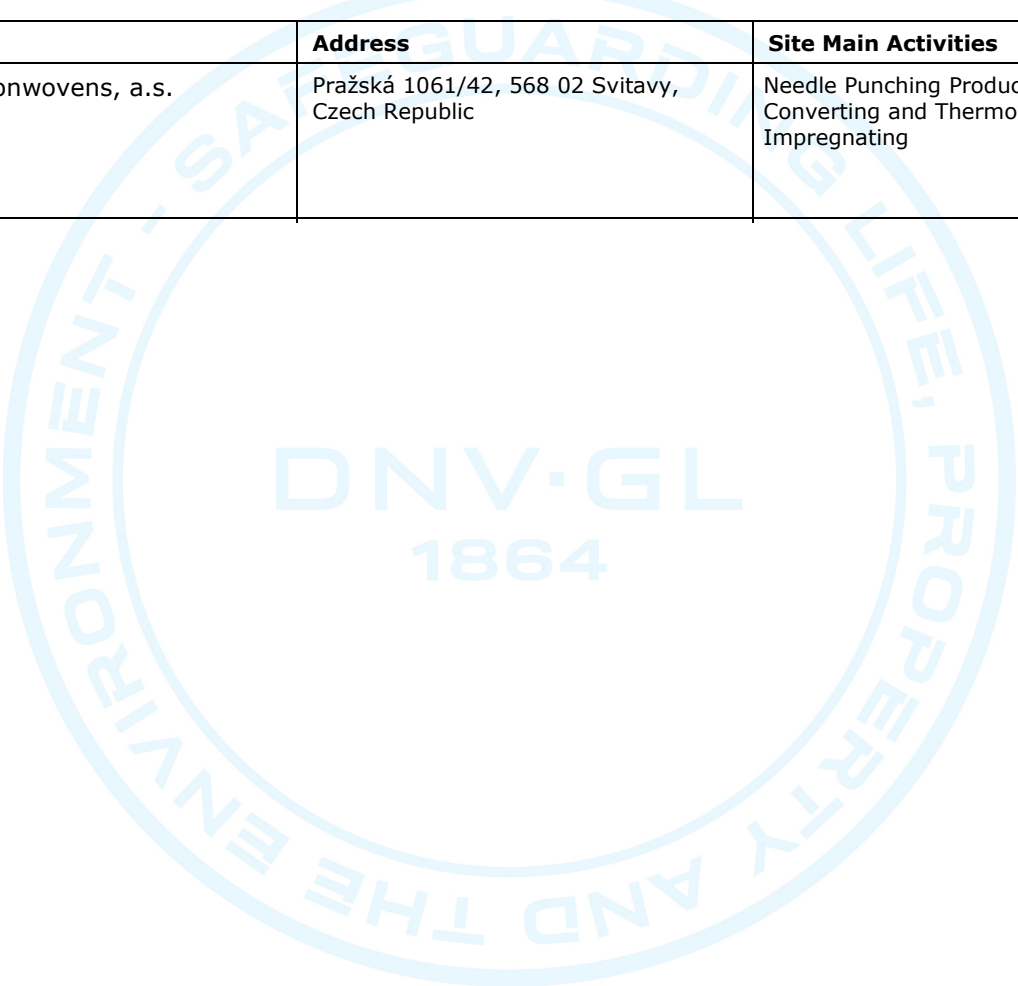 Address
Site Main Activities
onwovens, a.s.
Pražská 1061/42, 568 02 Svitavy,
Czech Republic
Needle Punching Produc
Converting and Thermo
Impregnating
SAFEGUARDING LIFE, PROPERTY AND THE ENVIRONMENT -
DNV·GL
1864